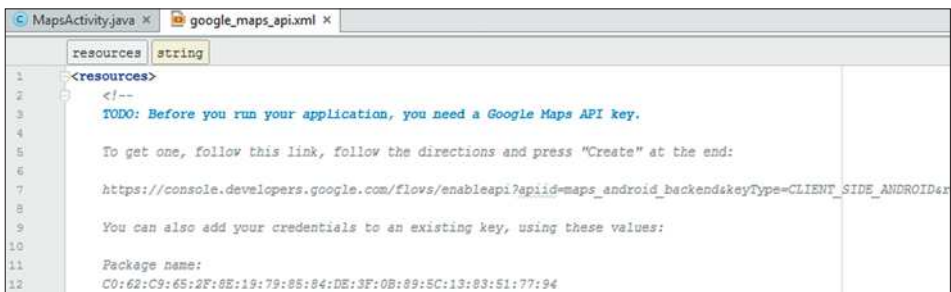 MapsActivity.java × google_maps_api.xml ×
resources string
1 <resources>
2 <!--
3 TODO: Before you run your application, you need a Google Maps API key.
4
5 To get one, follow this link, follow the directions and press "Create" at the end:
6
7 https://console.developers.google.com/flows/enableapi?apiid=maps_android_backend&keyType=CLIENT_SIDE_ANDROID&r
8
9 You can also add your credentials to an existing key, using these values:
10
11 Package name:
12 C0:62:C9:65:2F:8E:19:79:85:84:DE:3F:0B:89:5C:13:83:51:77:94